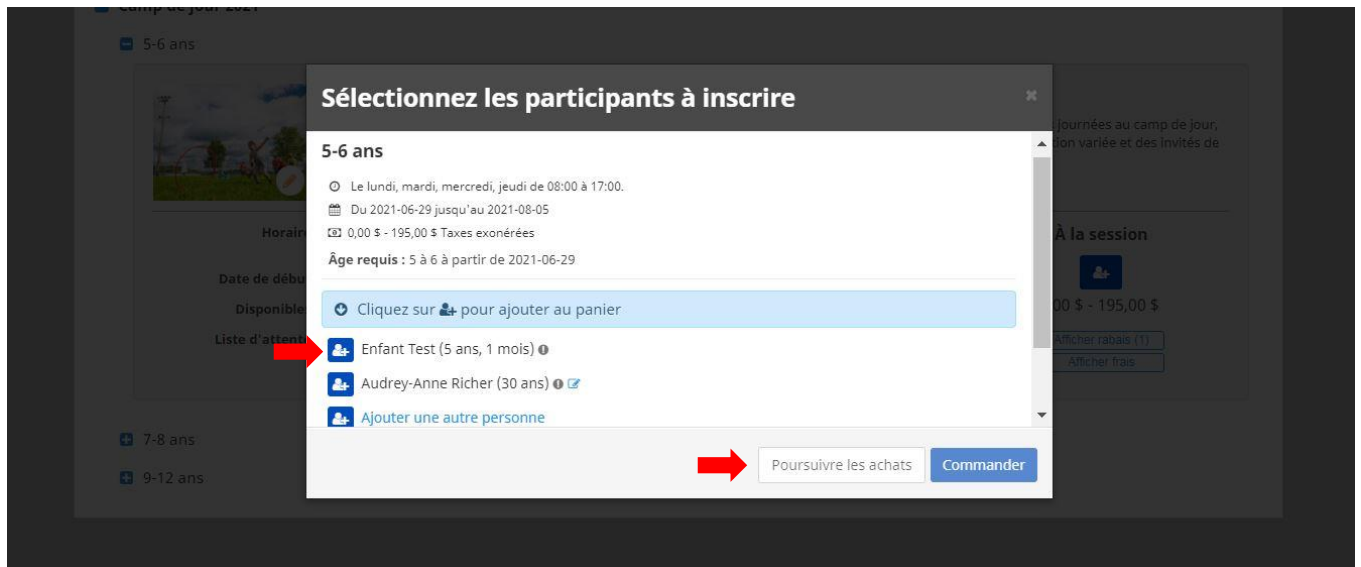 Camp de jour 2021
5-6 ans
Sélectionnez les participants à inscrire
5-6 ans
Le lundi, mardi, mercredi, jeudi de 08:00 à 17:00.
Du 2021-06-29 jusqu'au 2021-08-05
0,00 $ - 195,00 $ Taxes exonérées
Âge requis : 5 à 6 à partir de 2021-06-29
Cliquez sur pour ajouter au panier
Enfant Test (5 ans, 1 mois)
Audrey-Anne Richer (30 ans)
Ajouter une autre personne
Poursuivre les achats
Commander
journées au camp de jour,
variée et des invités de
Horaire
Date de débu
Disponible
Liste d'attent
À la session
00 $ - 195,00 $
Afficher rabais (1)
Afficher frais
7-8 ans
9-12 ans